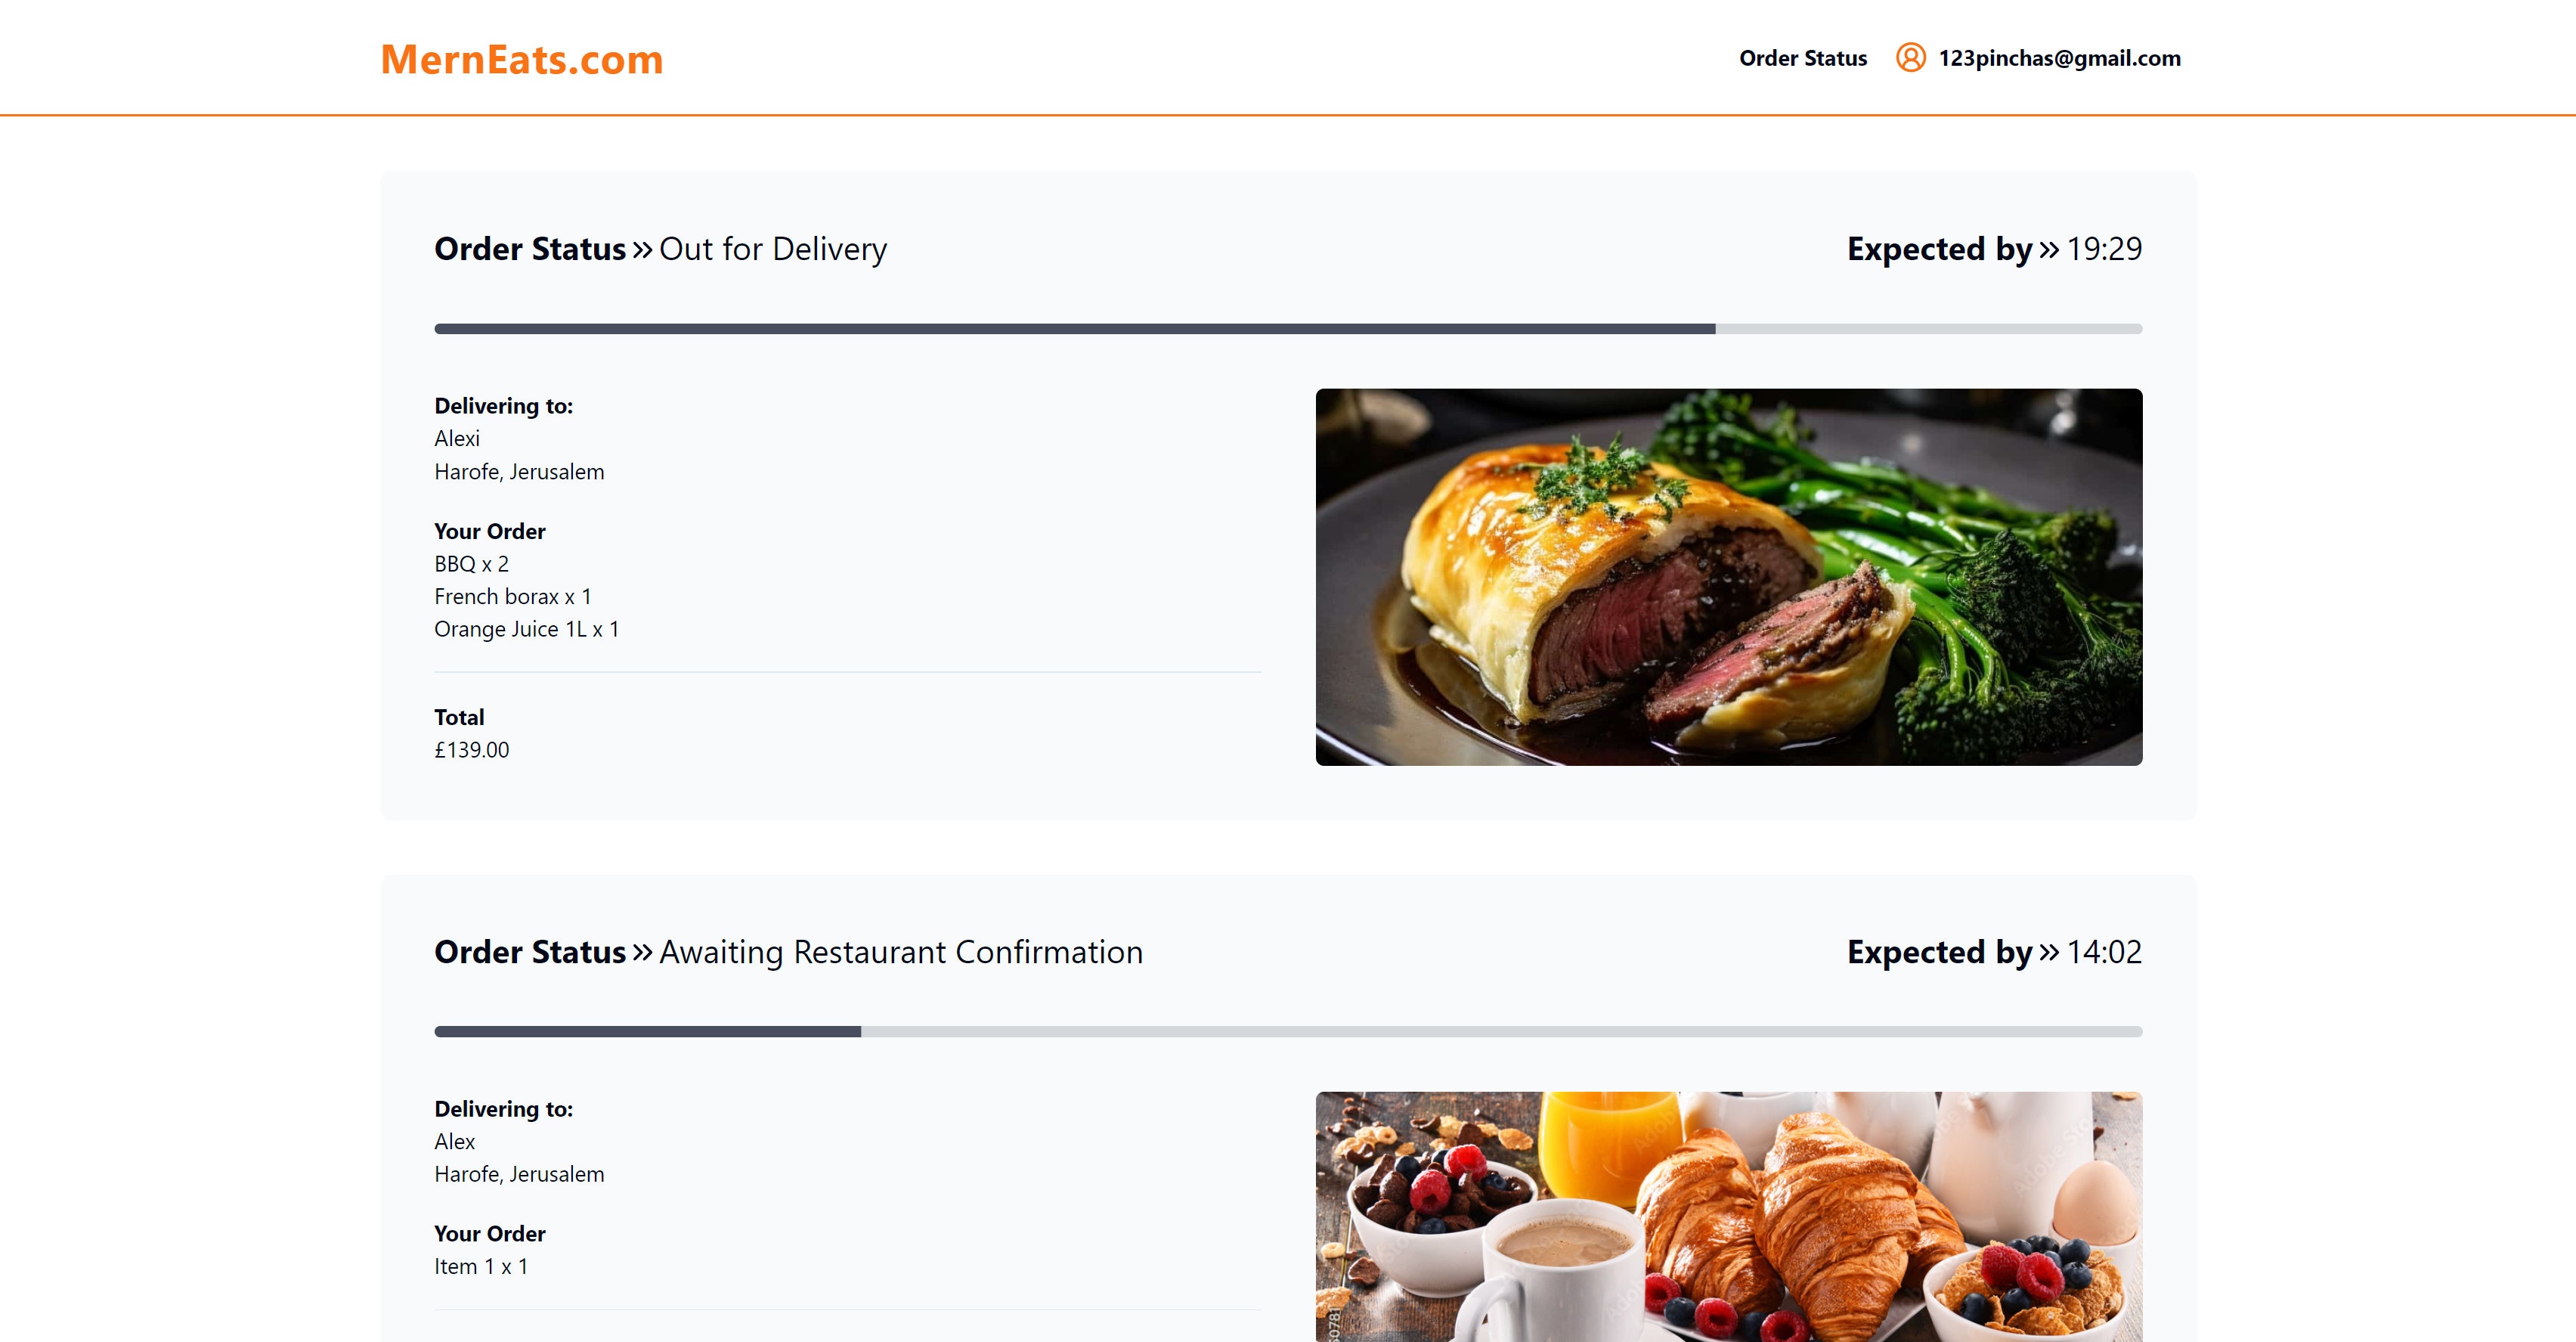 MernEats.com
Order Status
123pinchas@gmail.com
Order Status » Out for Delivery
Expected by » 19:29
Delivering to:
Alexi
Harofe, Jerusalem
Your Order
BBQ x 2
French borax x 1
Orange Juice 1L x 1
Total
£139.00
Order Status » Awaiting Restaurant Confirmation
Expected by » 14:02
Delivering to:
Alex
Harofe, Jerusalem
Your Order
Item 1 x 1